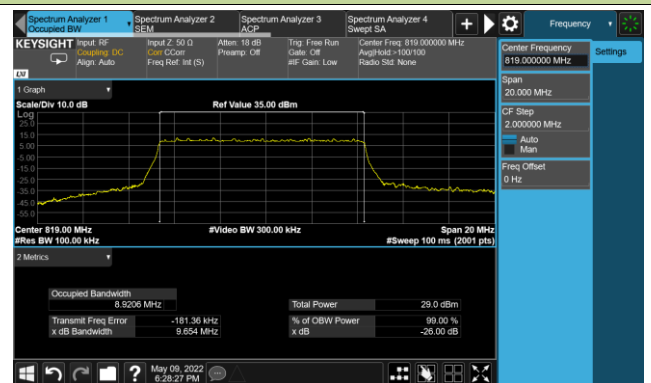 Spectrum Analyzer 1
Occupied BW
Spectrum Analyzer 2
SEM
Spectrum Analyzer 3
ACP
Spectrum Analyzer 4
Swept SA
Frequency
KEYSIGHT
Input: RF
Coupling: DC
Align: Auto
Input Z: 50 Ω
Corr CCorr
Freq Ref: Int (S)
Atten: 18 dB
Preamp: Off
Trig: Free Run
Gate: Off
#IF Gain: Low
Center Freq: 819.000000 MHz
Avg|Hold:>100/100
Radio Std: None
LXI
Center Frequency
819.000000 MHz
Settings
Span
20.000 MHz
CF Step
2.000000 MHz
Auto
Man
Freq Offset
0 Hz
1 Graph
Scale/Div 10.0 dB
Ref Value 35.00 dBm
Log
25.0
15.0
5.00
-5.00
-15.0
-25.0
-35.0
-45.0
-55.0
Center 819.00 MHz
#Video BW 300.00 kHz
Span 20 MHz
#Res BW 100.00 kHz
#Sweep 100 ms (2001 pts)
2 Metrics
Occupied Bandwidth
8.9206 MHz
Total Power
29.0 dBm
Transmit Freq Error
-181.36 kHz
% of OBW Power
99.00 %
x dB Bandwidth
9.654 MHz
x dB
-26.00 dB
May 09, 2022
6:28:27 PM